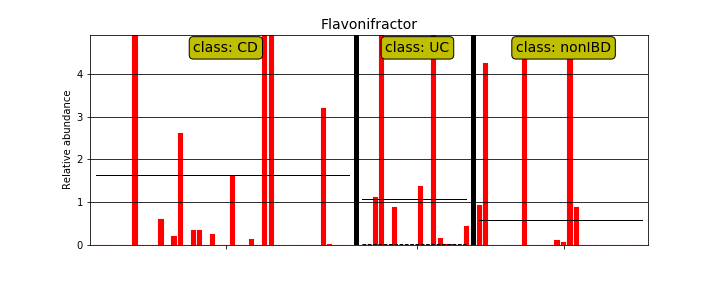 Flavonifractor
class: CD
class: UC
class: nonIBD
Relative abundance
4
3
2
1
0